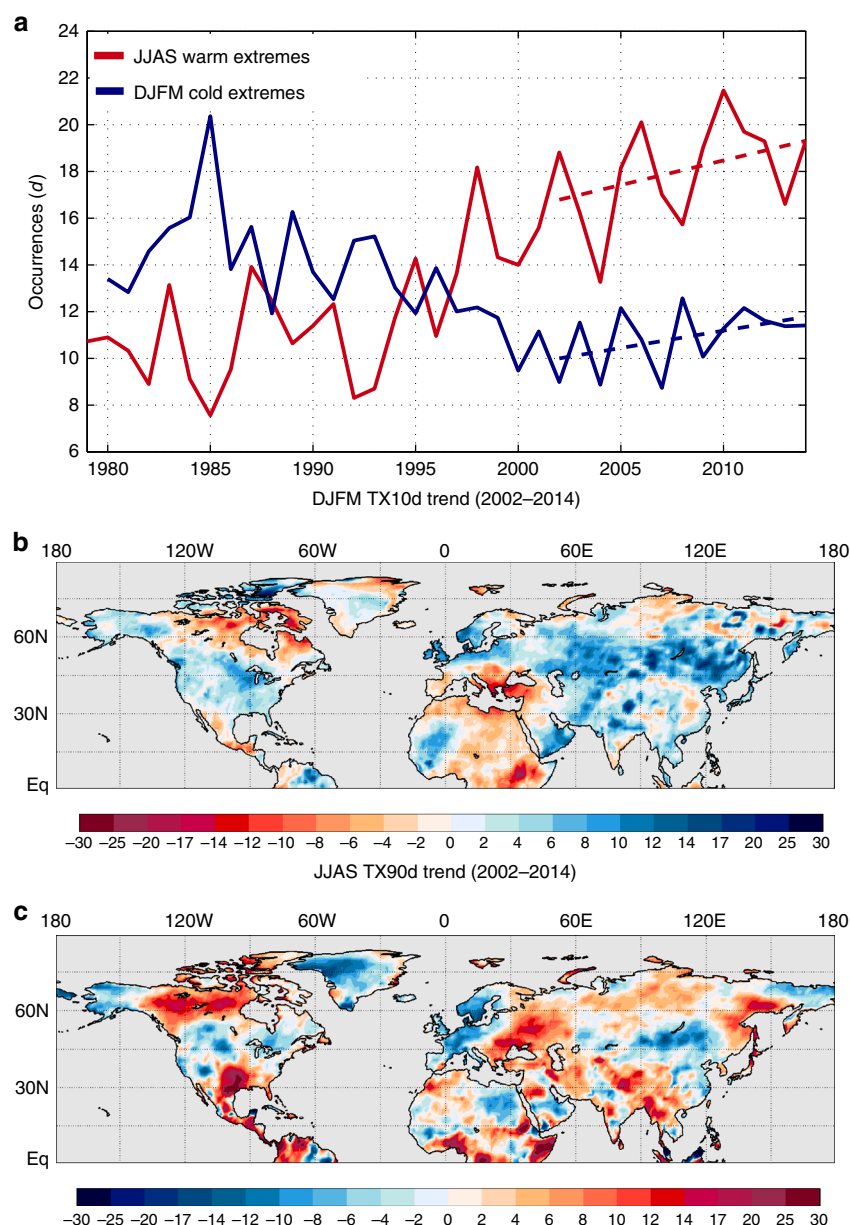 a
24
22
20
18
16
14
12
10
8
6
Occurrences (d)
JJAS warm extremes
DJFM cold extremes
1980 1985 1990 1995 2000 2005 2010
DJFM TX10d trend (2002–2014)
b
180 120W 60W 0 60E 120E 180
60N
30N
Eq
–30 –25 –20 –17 –14 –12 –10 –8 –6 –4 –2 0 2 4 6 8 10 12 14 17 20 25 30
JJAS TX90d trend (2002–2014)
c
180 120W 60W 0 60E 120E 180
60N
30N
Eq
–30 –25 –20 –17 –14 –12 –10 –8 –6 –4 –2 0 2 4 6 8 10 12 14 17 20 25 30